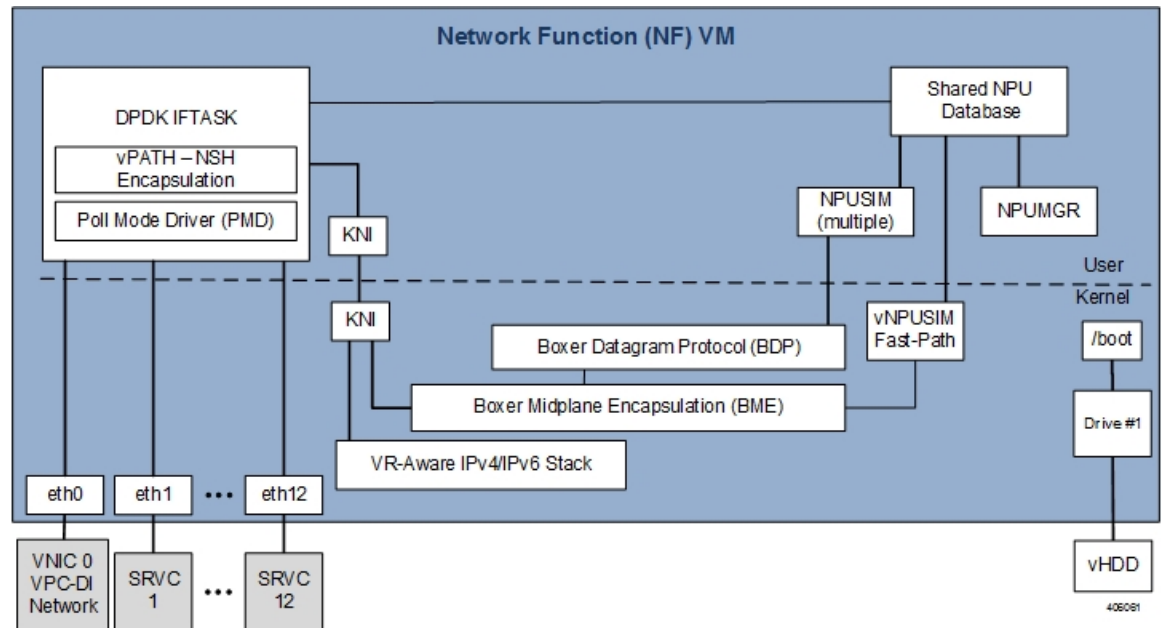 Network Function (NF) VM
DPDK IFTASK
vPATH – NSH
Encapsulation
Poll Mode Driver (PMD)
KNI
Shared NPU
Database
NPUSIM
(multiple)
NPUMGR
User
Kernel
KNI
Boxer Datagram Protocol (BDP)
vNPUSIM
Fast-Path
/boot
Boxer Midplane Encapsulation (BME)
Drive #1
VR-Aware IPv4/IPv6 Stack
eth0
eth1
•••
eth12
VNIC 0
VPC-DI
Network
SRVC
1
•••
SRVC
12
vHDD
406081